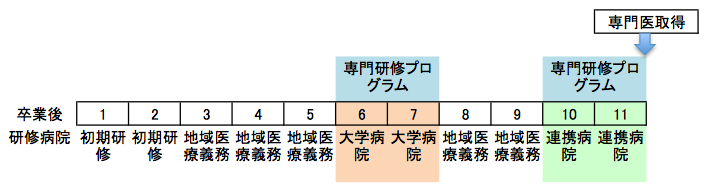 専門医取得
専門研修プロ 専門研修プロ
グラム グラム
卒業後 1 2 3 4 5 6 7 8 9 10 11
研修病院 初期研 初期研 地域医 地域医 地域医 大学病 大学病 地域医 地域医 連携病 連携病
修 修 療義務 療義務 療義務 院 院 療義務 療義務 院 院